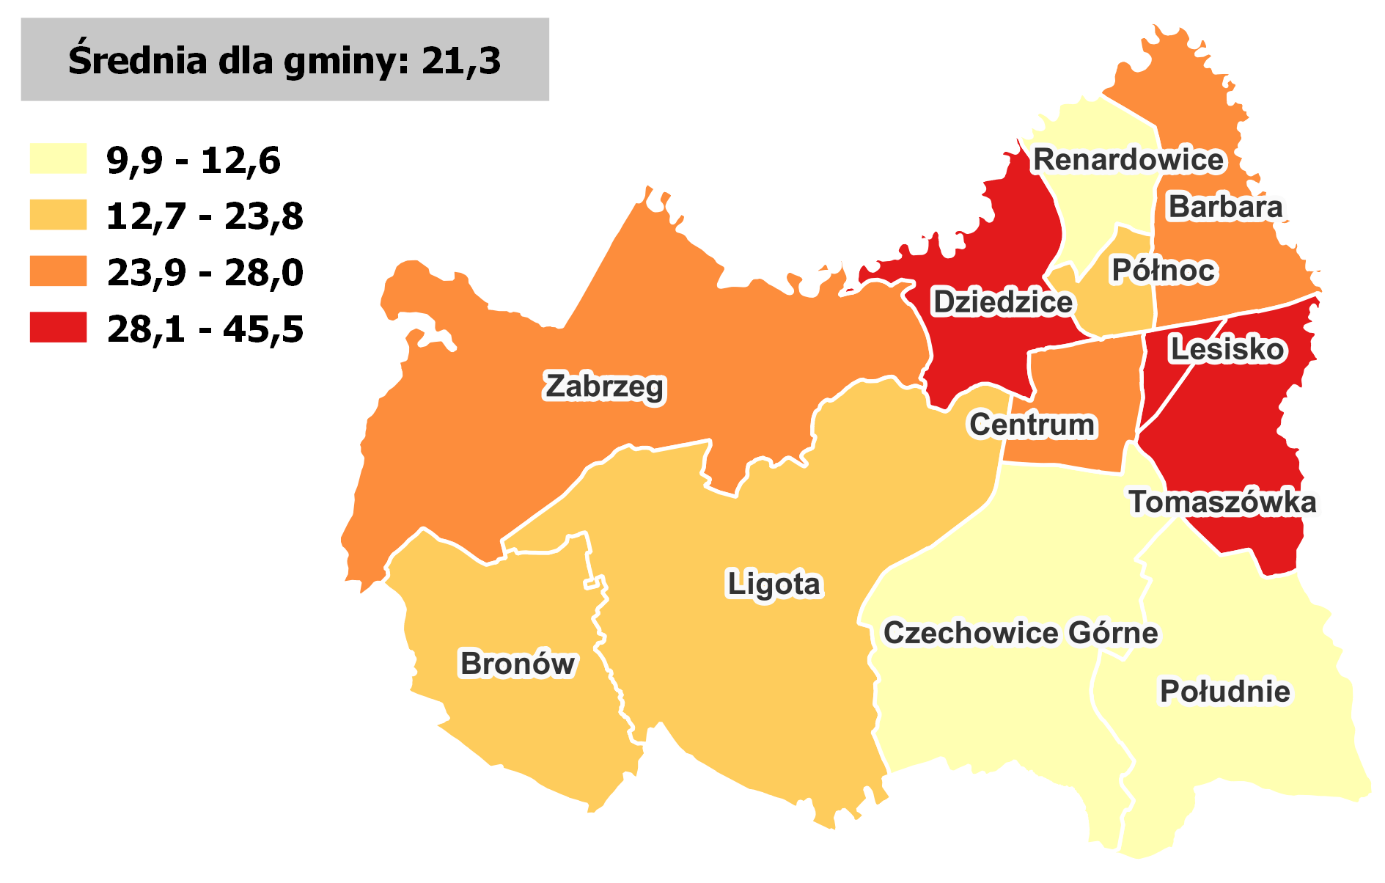 Średnia dla gminy: 21,3
9,9 - 12,6
12,7 - 23,8
23,9 - 28,0
28,1 - 45,5
Renardowice
Barbara
Północ
Dziedzice
Lesisko
Zabrzeg
Centrum
Tomaszówka
Ligota
Czechowice Górne
Bronów
Południe